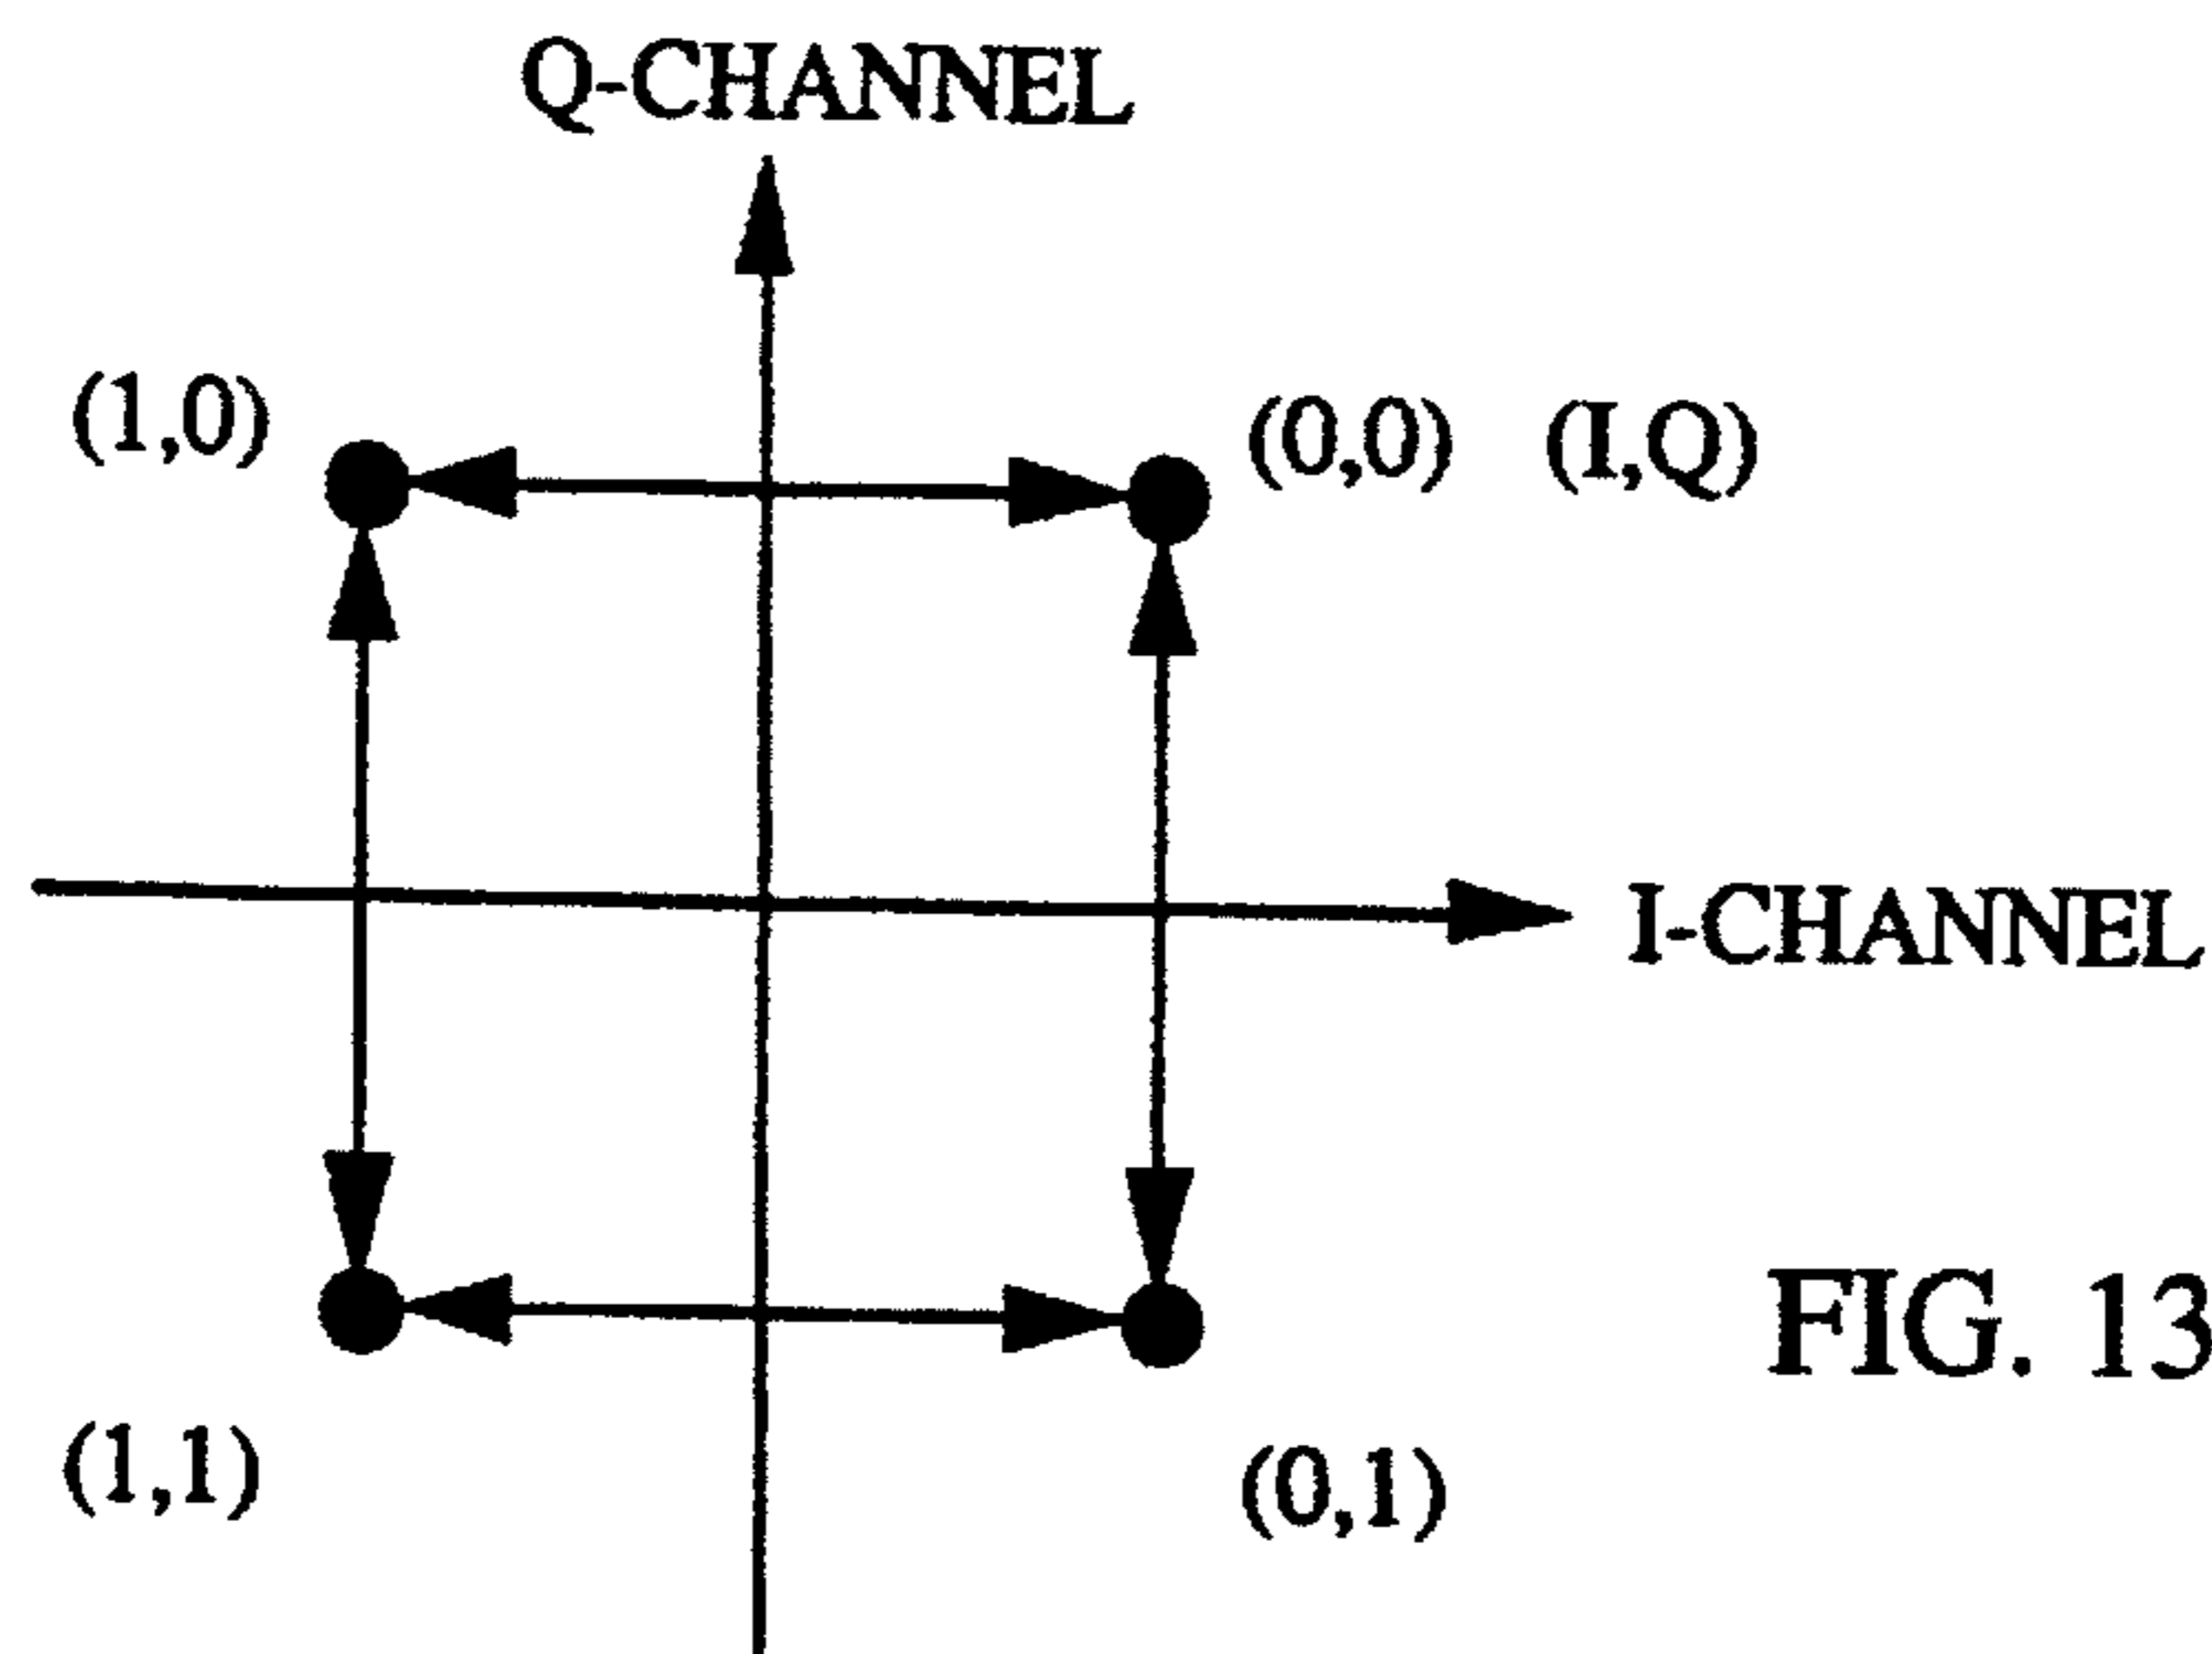 Q-CHANNEL
(1,0)
(0,0) (I,Q)
I-CHANNEL
FIG. 13
(1,1)
(0,1)